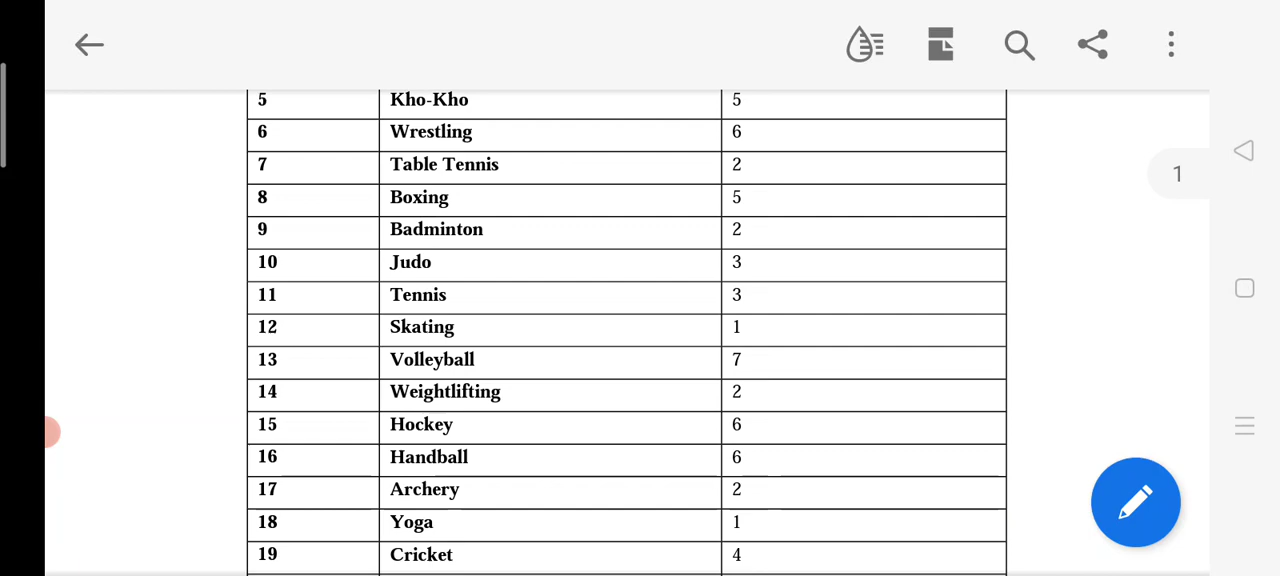 5 Kho-Kho 5
6 Wrestling 6
7 Table Tennis 2
8 Boxing 5
9 Badminton 2
10 Judo 3
11 Tennis 3
12 Skating 1
13 Volleyball 7
14 Weightlifting 2
15 Hockey 6
16 Handball 6
17 Archery 2
18 Yoga 1
19 Cricket 4
1